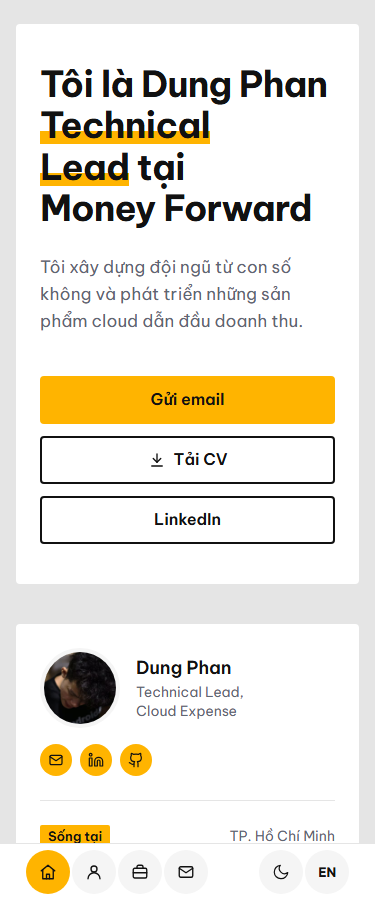 Tôi là Dung Phan
Technical
Lead tại
Money Forward
Tôi xây dựng đội ngũ từ con số
không và phát triển những sản
phẩm cloud dẫn đầu doanh thu.
Gửi email
Tải CV
LinkedIn
Dung Phan
Technical Lead,
Cloud Expense
Sống tại
TP. Hồ Chí Minh
EN